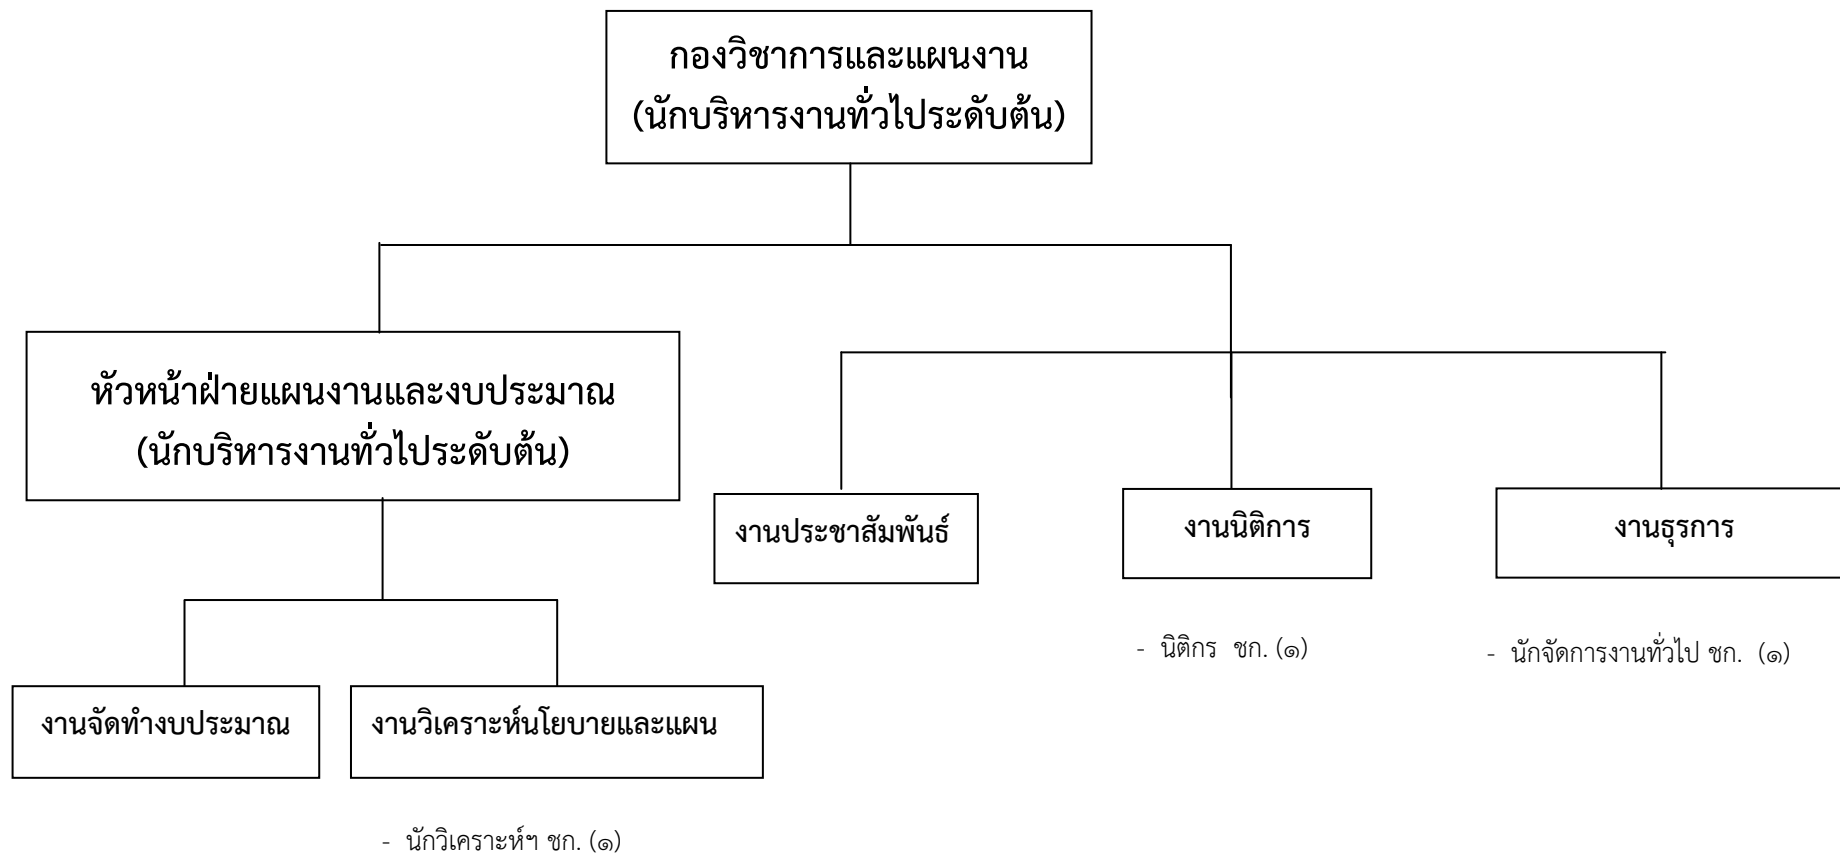 กองวิชาการและแผนงาน
(นักบริหารงานทั่วไประดับต้น)
หัวหน้าฝ่ายแผนงานและงบประมาณ
(นักบริหารงานทั่วไประดับต้น)
งานประชาสัมพันธ์
งานนิติการ
งานธุรการ
- นิติกร ชก. (๑)
- นักจัดการงานทั่วไป ชก. (๑)
งานจัดทำงบประมาณ
งานวิเคราะห์นโยบายและแผน
- นักวิเคราะห์ฯ ชก. (๑)